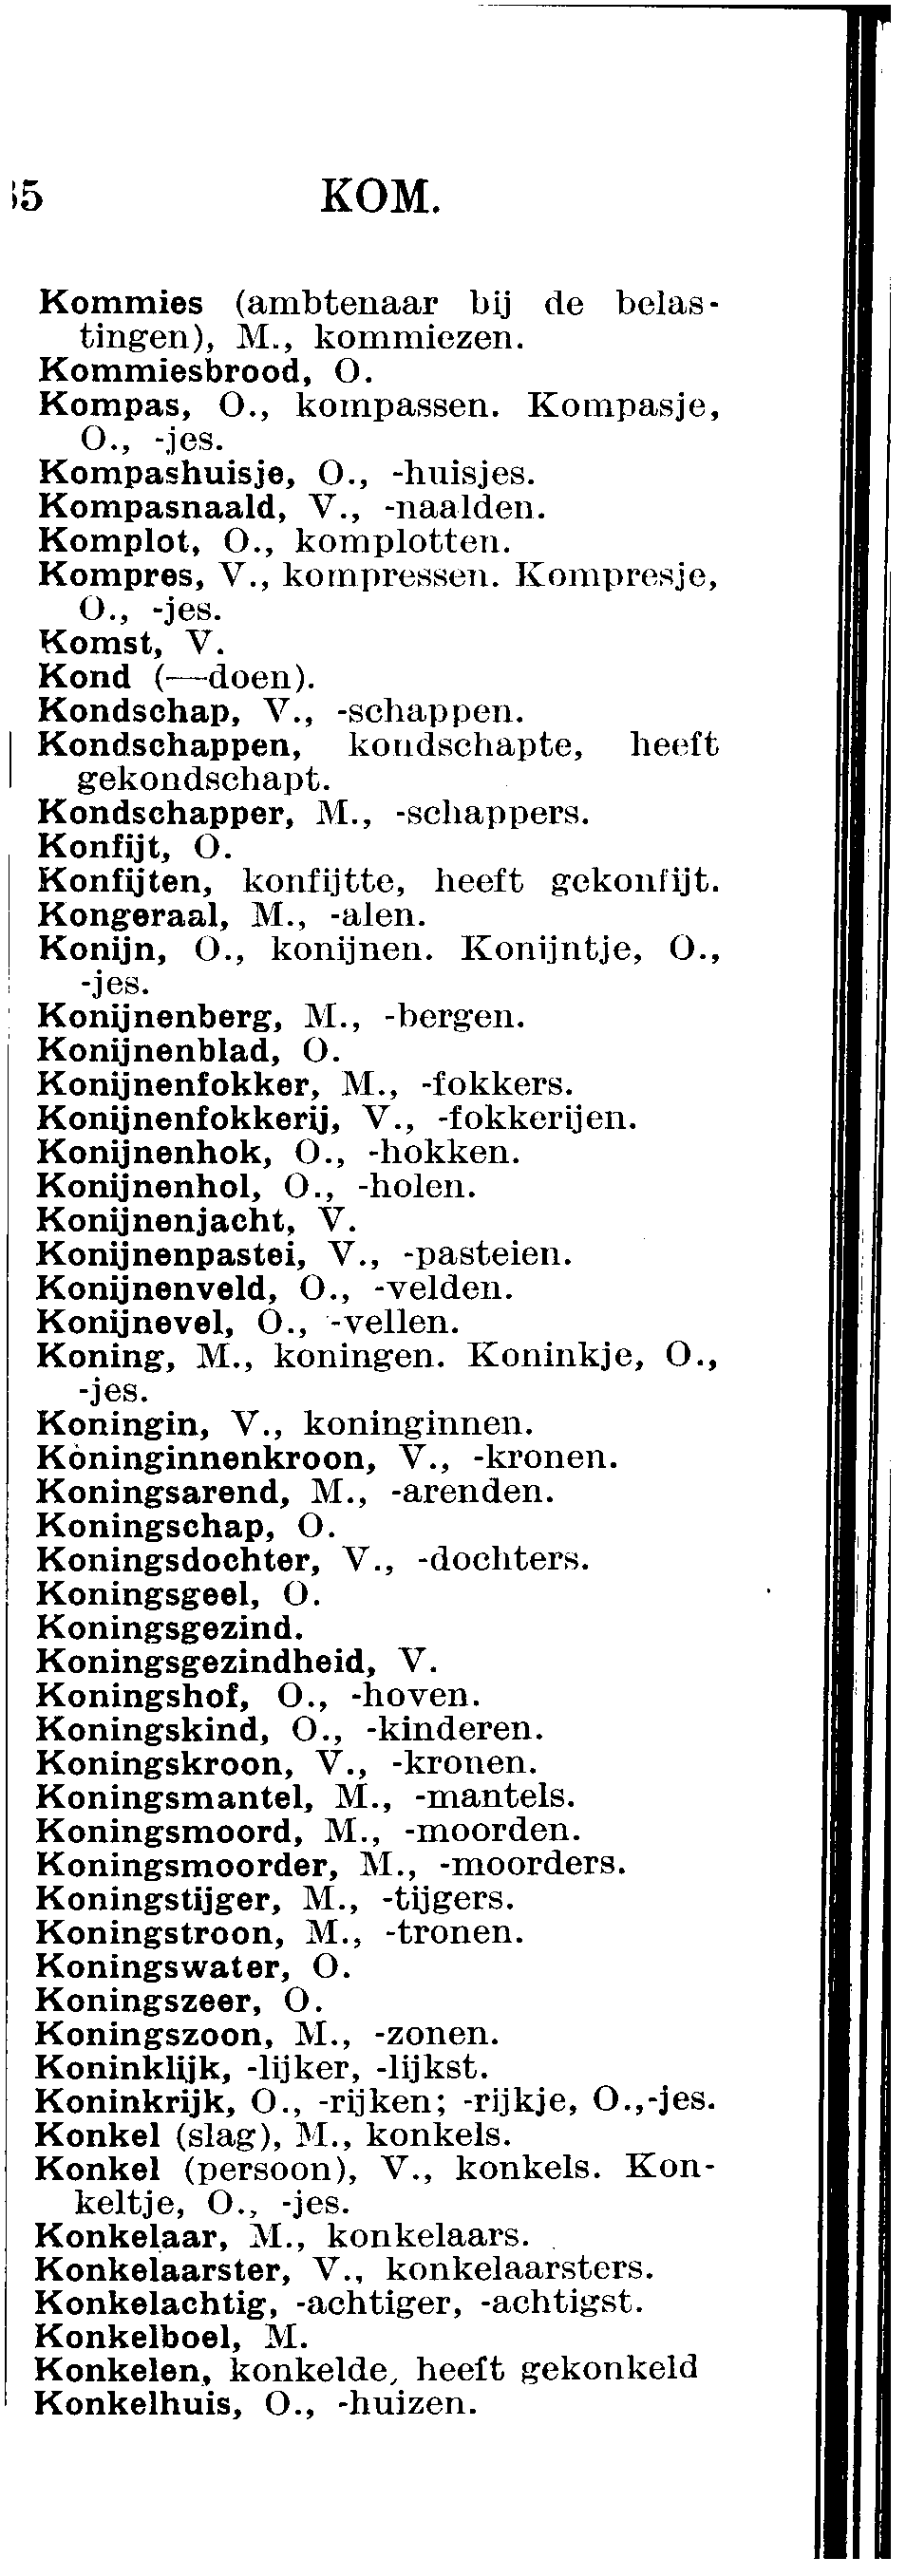 35 KOM.
Kommies (ambtenaar bij de belas-
tingen), M., kommiezen.
Kommiesbrood, O.
Kompas, O., kompassen. Kompasje,
O., -jes.
Kompashuisje, O., -huisjes.
Kompasnaald, V., -naalden.
Komplot, O., komplotten.
Kompres, V., kompressen. Kompresje,
O., -jes.
Komst, V.
Kond (—doen).
Kondschap, V., -schappen.
Kondschappen, kondschapte, heeft
gekondschapt.
Kondschapper, M., -schappers.
Konfijt, O.
Konfijten, konfijtte, heeft gekonfijt.
Kongeraal, M., -alen.
Konijn, O., konijnen. Konijntje, O.,
-jes.
Konijnenberg, M., -bergen.
Konijnenblad, O.
Konijnenfokker, M., -fokkers.
Konijnenfokkerij, V., -fokkerijen.
Konijnenhok, O., -hokken.
Konijnenhol, O., -holen.
Konijnenjacht, V.
Konijnenpastei, V., -pasteien.
Konijnenveld, O., -velden.
Konijnevel, O., -vellen.
Koning, M., koningen. Koninkje, O.,
-jes.
Koningin, V., koninginnen.
Koninginnenkroon, V., -kronen.
Koningsarend, M., -arenden.
Koningschap, O.
Koningsdochter, V., -dochters.
Koningsgeel, O.
Koningsgezind.
Koningsgezindheid, V.
Koningshof, O., -hoven.
Koningskind, O., -kinderen.
Koningskroon, V., -kronen.
Koningsmantel, M., -mantels.
Koningsmoord, M., -moorden.
Koningsmoorder, M., -moorders.
Koningstijger, M., -tijgers.
Koningstroon, M., -tronen.
Koningswater, O.
Koningszeer, O.
Koningszoon, M., -zonen.
Koninklijk, -lijker, -lijkst.
Koninkrijk, O., -rijken; -rijkje, O.,-jes.
Konkel (slag), M., konkels.
Konkel (persoon), V., konkels. Kon-
keltje, O., -jes.
Konkelaar, M., konkelaars.
Konkelaarster, V., konkelaarsters.
Konkelachtig, -achtiger, -achtigst.
Konkelboel, M.
Konkelen, konkelde, heeft gekonkeld
Konkelhuis, O., -huizen.